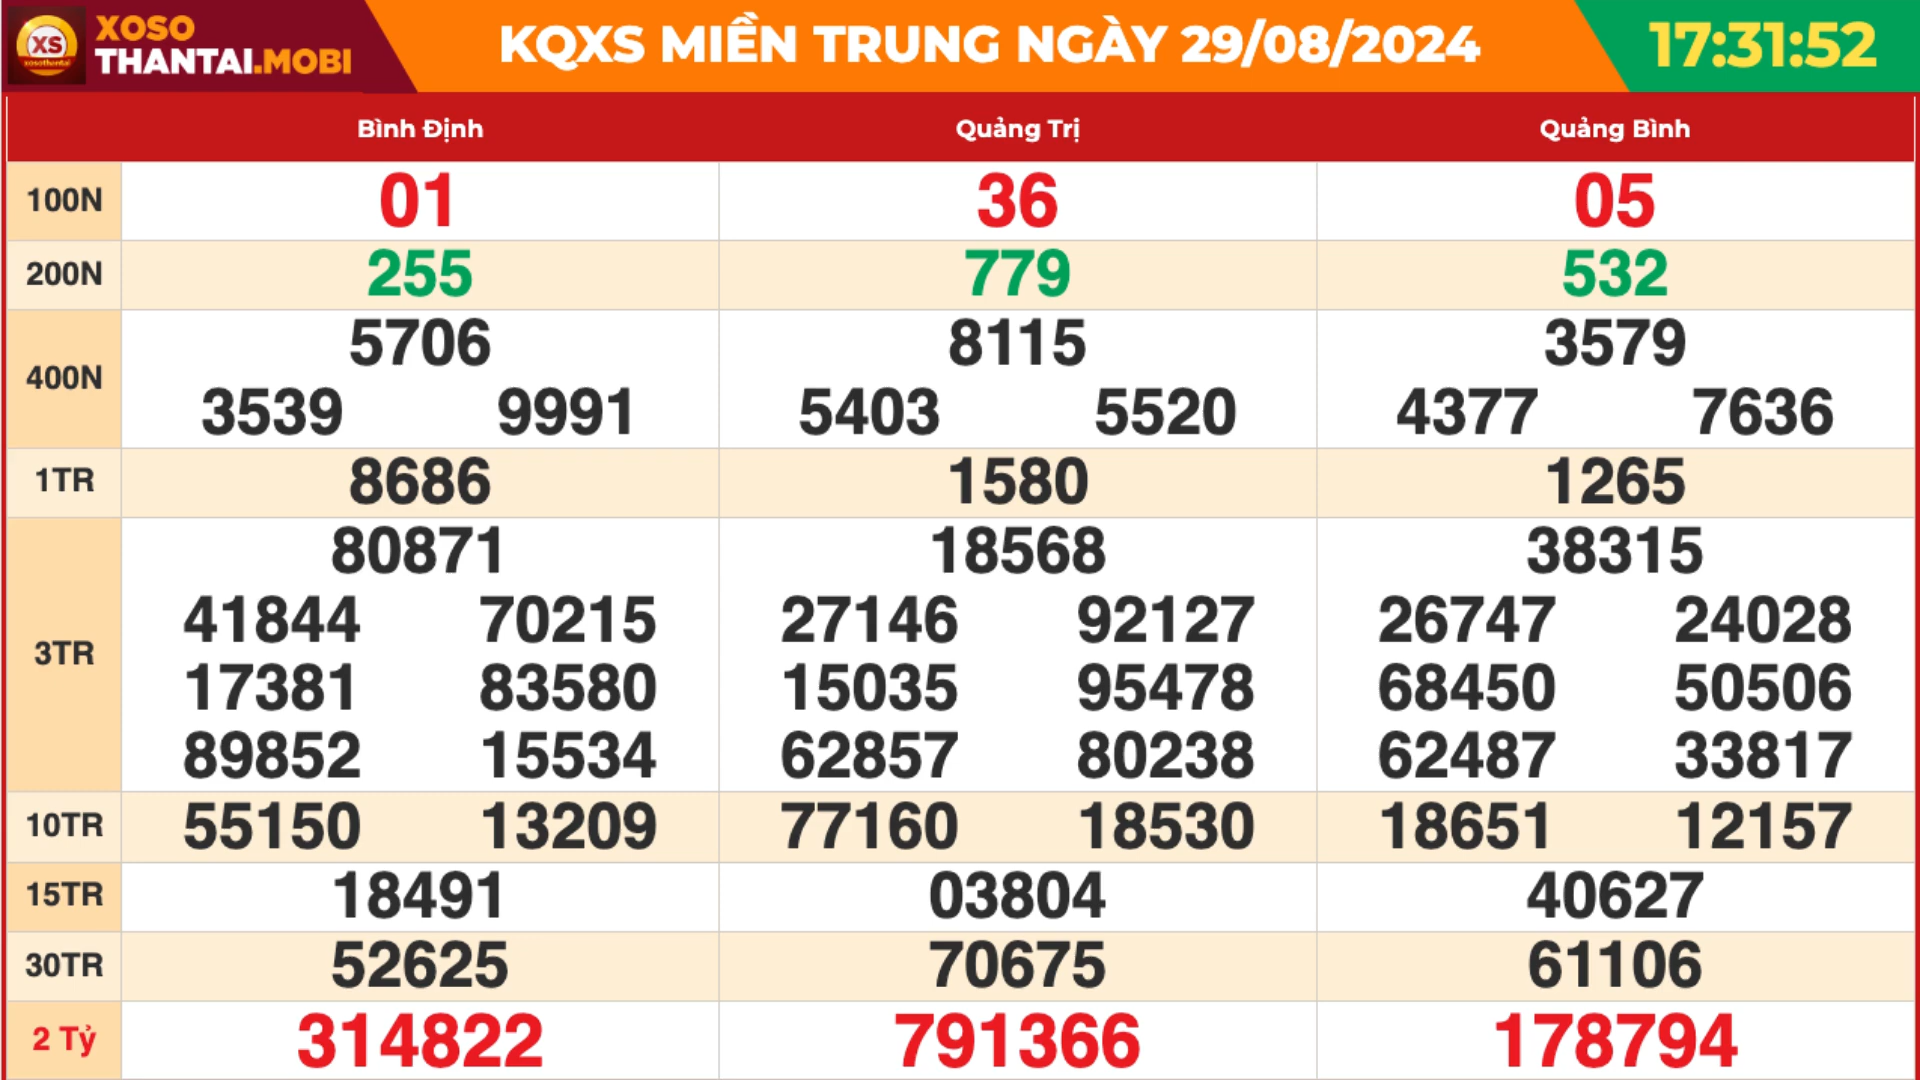 XS
xosothantai
XOSO
THANTAI.MOBI
KQXS MIỀN TRUNG NGÀY 29/08/2024
17:31:52
Bình Định Quảng Trị Quảng Bình
100N 01 36 05
200N 255 779 532
5706 8115 3579
400N
3539 9991 5403 5520 4377 7636
1TR 8686 1580 1265
80871 18568 38315
41844 70215 27146 92127 26747 24028
3TR
17381 83580 15035 95478 68450 50506
89852 15534 62857 80238 62487 33817
10TR 55150 13209 77160 18530 18651 12157
15TR 18491 03804 40627
30TR 52625 70675 61106
2 Tỷ 314822 791366 178794